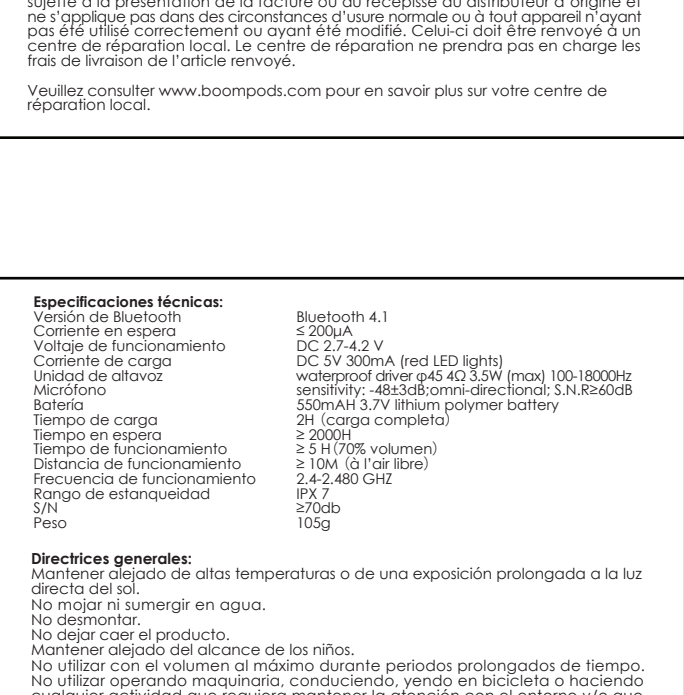 sujette à la présentation de la facture ou du récépissé du distributeur d'origine et
ne s'applique pas dans des circonstances d'usure normale ou à tout appareil n'ayant
pas été utilisé correctement ou ayant été modifié. Celui-ci doit être renvoyé à un
centre de réparation local. Le centre de réparation ne prendra pas en charge les
frais de livraison de l'article renvoyé.
Veuillez consulter www.boompods.com pour en savoir plus sur votre centre de
réparation local.
Especificaciones técnicas:
Versión de Bluetooth Bluetooth 4.1
Corriente en espera ≤ 200µA
Voltaje de funcionamiento DC 2.7-4.2 V
Corriente de carga DC 5V 300mA (red LED lights)
Unidad de altavoz waterproof driver φ45 4Ω 3.5W (max) 100-18000Hz
Micrófono sensitivity: -48±3dB;omni-directional; S.N.R≥60dB
Batería 550mAH 3.7V lithium polymer battery
Tiempo de carga 2H (carga completa)
Tiempo en espera ≥ 2000H
Tiempo de funcionamiento ≥ 5 H(70% volumen)
Distancia de funcionamiento ≥ 10M (à l'air libre)
Frecuencia de funcionamiento 2.4-2.480 GHZ
Rango de estanqueidad IPX 7
S/N ≥70db
Peso 105g
Directrices generales:
Mantener alejado de altas temperaturas o de una exposición prolongada a la luz
directa del sol.
No mojar ni sumergir en agua.
No desmontar.
No dejar caer el producto.
Mantener alejado del alcance de los niños.
No utilizar con el volumen al máximo durante periodos prolongados de tiempo.
No utilizar operando maquinaria, conduciendo, yendo en bicicleta o haciendo
cualquier actividad que requiera mantener la atención con el entorno y/o que